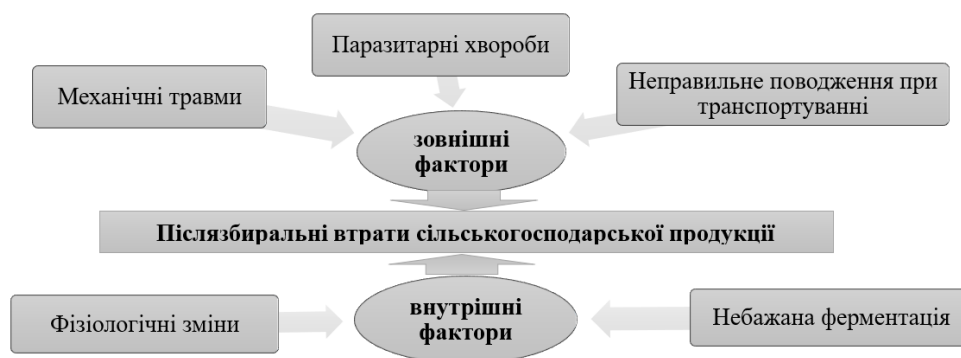 Паразитарні хвороби
Механічні травми
Неправильне поводження при
транспортуванні
зовнішні
фактори
Післязбиральні втрати сільськогосподарської продукції
Фізіологічні зміни
внутрішні
фактори
Небажана ферментація